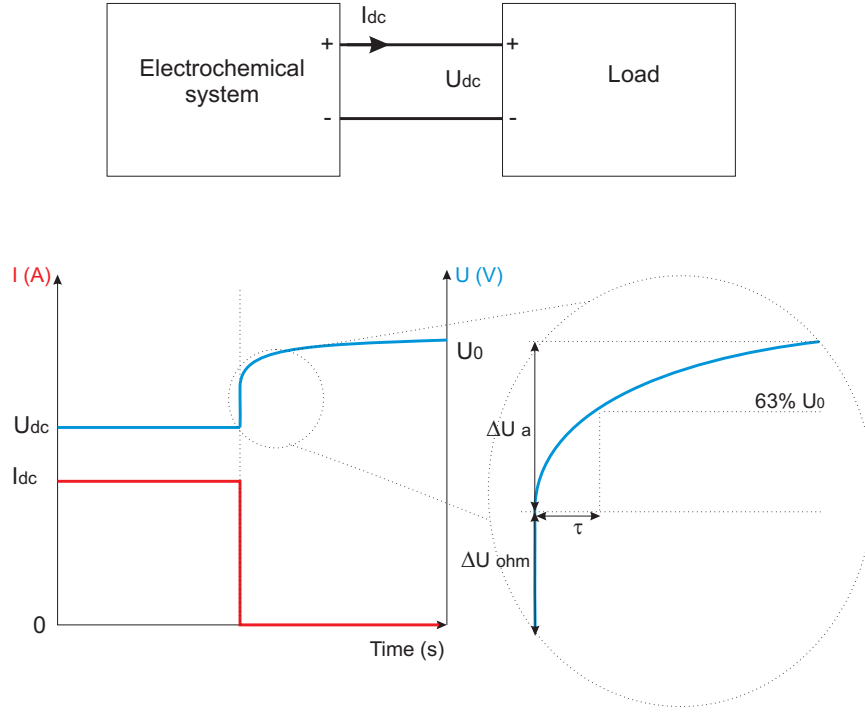 Idc
+
+
Electrochemical
system
Udc
Load
-
-
I (A)
U (V)
U0
63% U0
Udc
ΔU a
Idc
τ
ΔU ohm
0
Time (s)